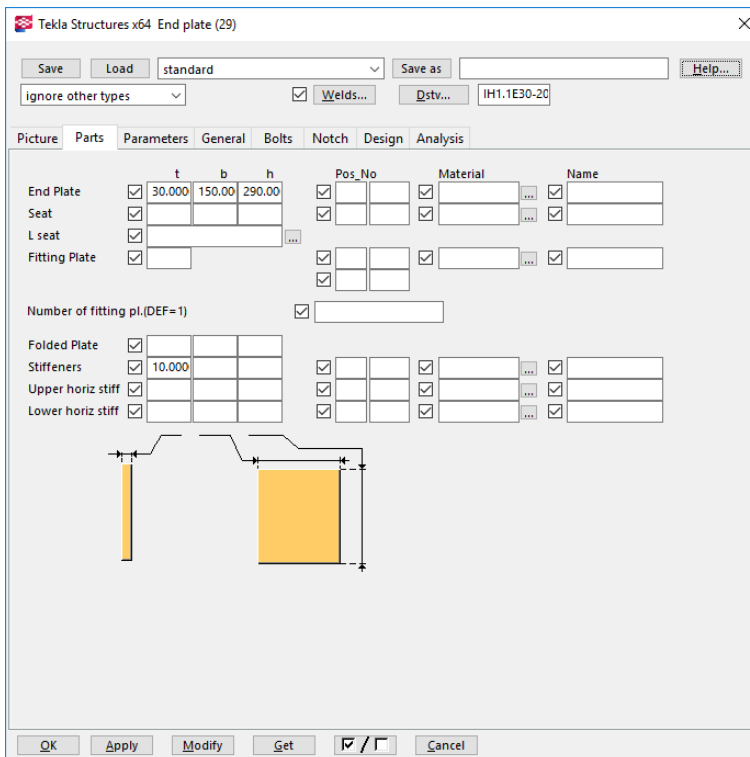 Tekla Structures x64 End plate (29)
Save Load standard Save as Help...
ignore other types Welds... Dstv... IH1.1E30-20
Picture Parts Parameters General Bolts Notch Design Analysis
t b h Pos_No Material Name
End Plate 30.000 150.00 290.00 ...
Seat ...
L seat ...
Fitting Plate ...
Number of fitting pl.(DEF=1)
Folded Plate
Stiffeners 10.000 ...
Upper horiz stiff ...
Lower horiz stiff ...
OK Apply Modify Get / Cancel